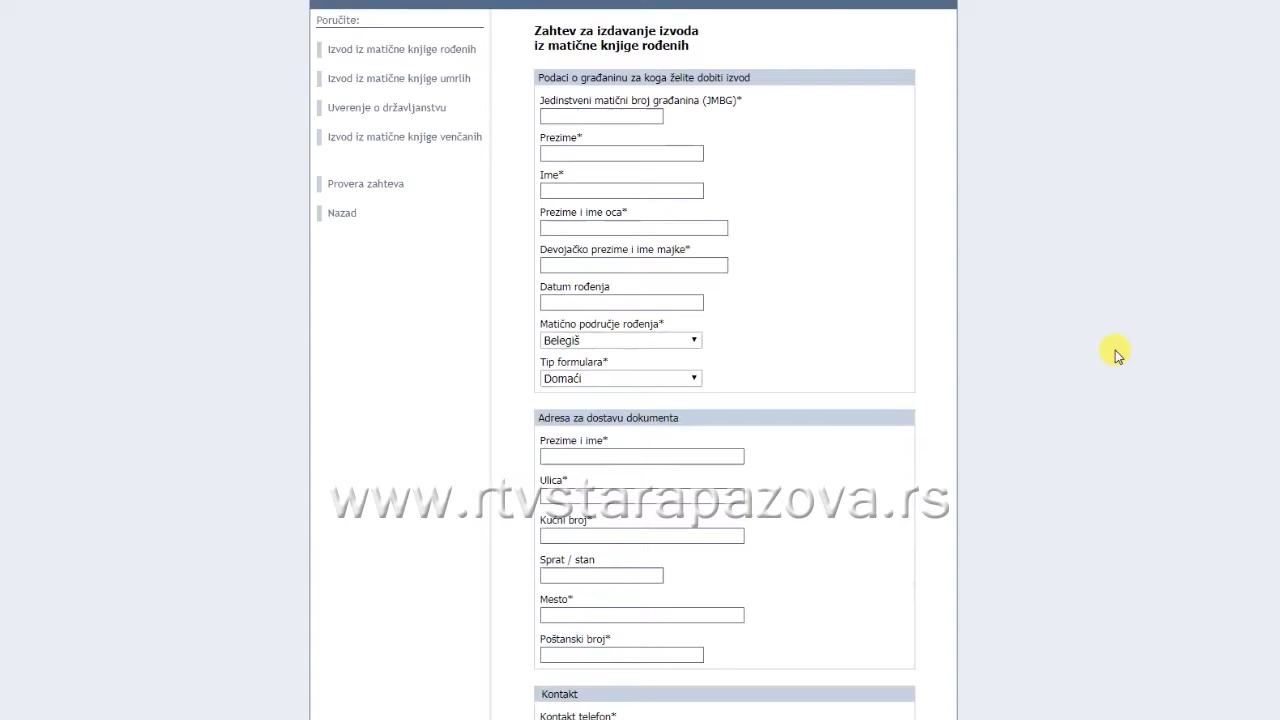 Poručite:
Izvod iz matične knjige rođenih
Izvod iz matične knjige umrlih
Uverenje o državljanstvu
Izvod iz matične knjige venčanih
Provera zahteva
Nazad
Zahtev za izdavanje izvoda
iz matične knjige rođenih
Podaci o građaninu za koga želite dobiti izvod
Jedinstveni matični broj građanina (JMBG)*
Prezime*
Ime*
Prezime i ime oca*
Devojačko prezime i ime majke*
Datum rođenja
Matično područje rođenja*
Belegiš
Tip formulara*
Domaći
Adresa za dostavu dokumenta
Prezime i ime*
Ulica*
www.rtvstarapazova.rs
Kućni broj*
Sprat / stan
Mesto*
Poštanski broj*
Kontakt
Kontakt telefon*